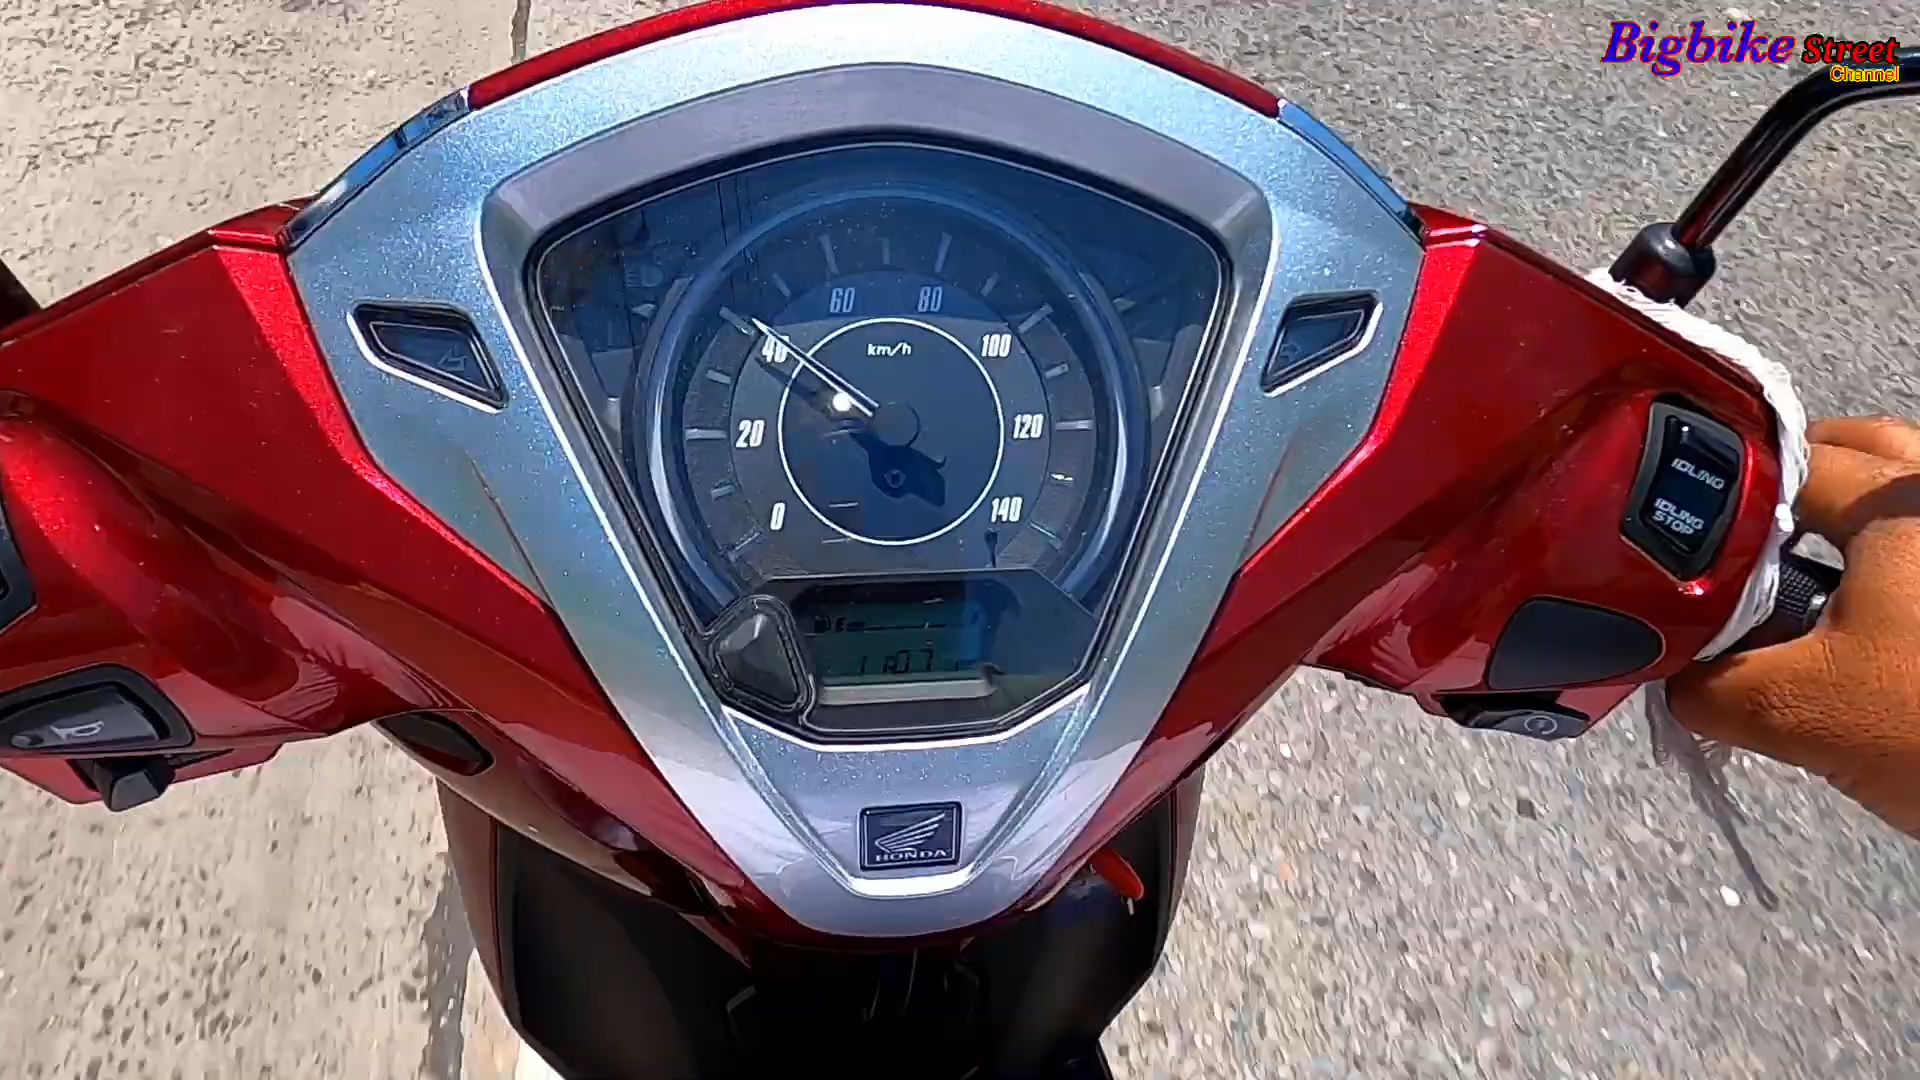 Bigbike Street
Channel
60
80
40
km/h
100
20
120
0
140
IDLING
IDLING
STOP
E
HONDA